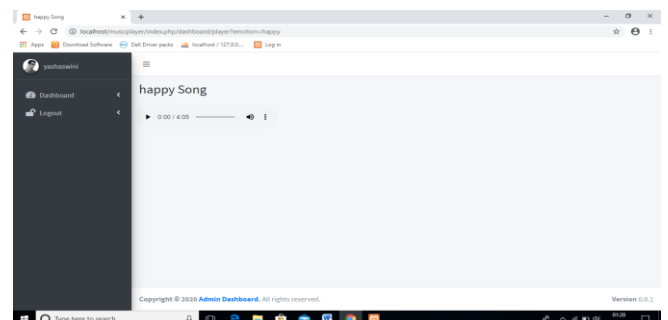 happy Song
localhost/musicplayer/index.php/dashboard/player?emotion=happy
Apps Download Software Dell Driver packs localhost / 127.0.0... Log in
yashaswini
Dashboard
Logout
happy Song
0:00 / 4:05
Copyright © 2020 Admin Dashboard. All rights reserved.
Version 0.0.1
Type here to search
01:20